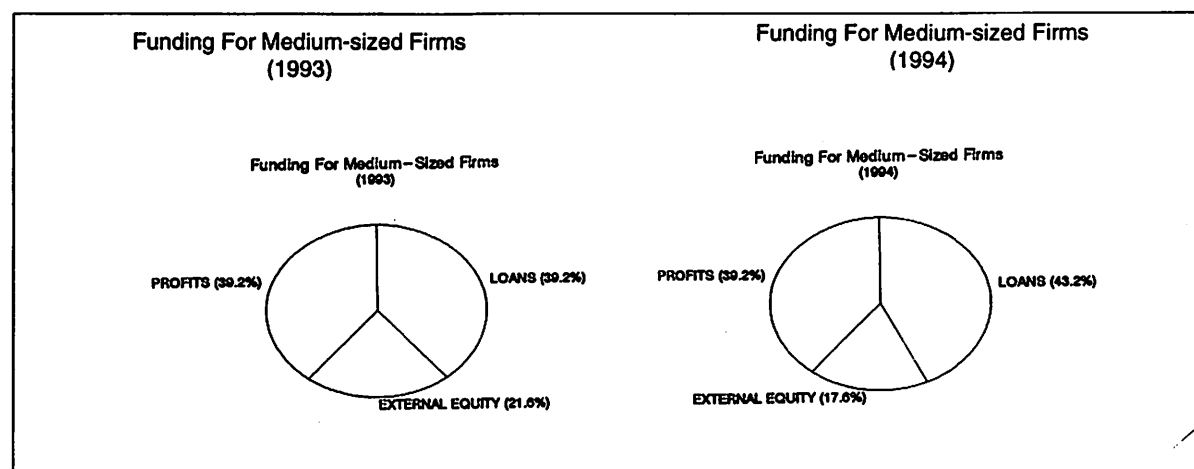 Funding For Medium-sized Firms
(1993)
Funding For Medium-Sized Firms
(1993)
PROFITS (39.2%)
LOANS (39.2%)
EXTERNAL EQUITY (21.6%)
Funding For Medium-sized Firms
(1994)
Funding For Medium-Sized Firms
(1994)
PROFITS (39.2%)
LOANS (43.2%)
EXTERNAL EQUITY (17.6%)